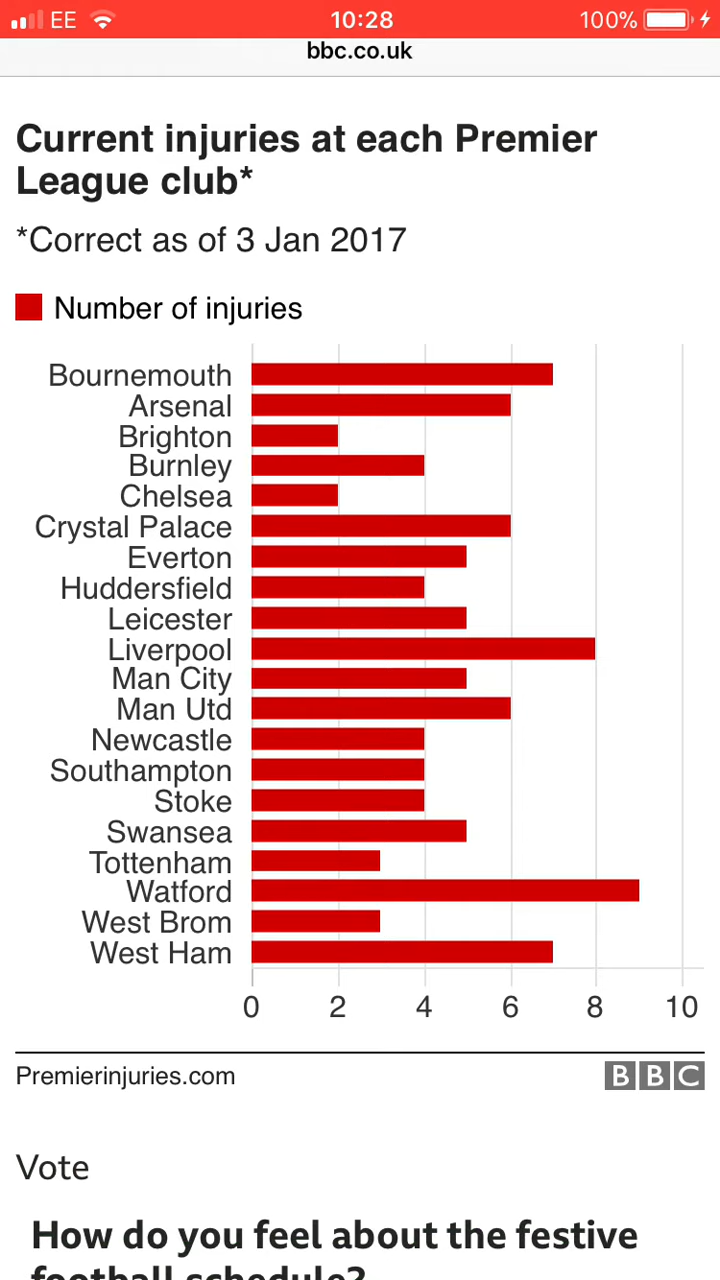 EE 10:28 100%
bbc.co.uk
Current injuries at each Premier
League club*
*Correct as of 3 Jan 2017
Number of injuries
Bournemouth
Arsenal
Brighton
Burnley
Chelsea
Crystal Palace
Everton
Huddersfield
Leicester
Liverpool
Man City
Man Utd
Newcastle
Southampton
Stoke
Swansea
Tottenham
Watford
West Brom
West Ham
0 2 4 6 8 10
Premierinjuries.com BBC
Vote
How do you feel about the festive
football schedule?